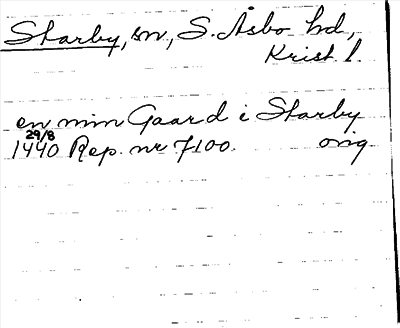 Starby, sn, S. Åsbo hd,
Krist. l.
en min Gaard i Starby
29/8
1440 Rep. nr 7100. orig